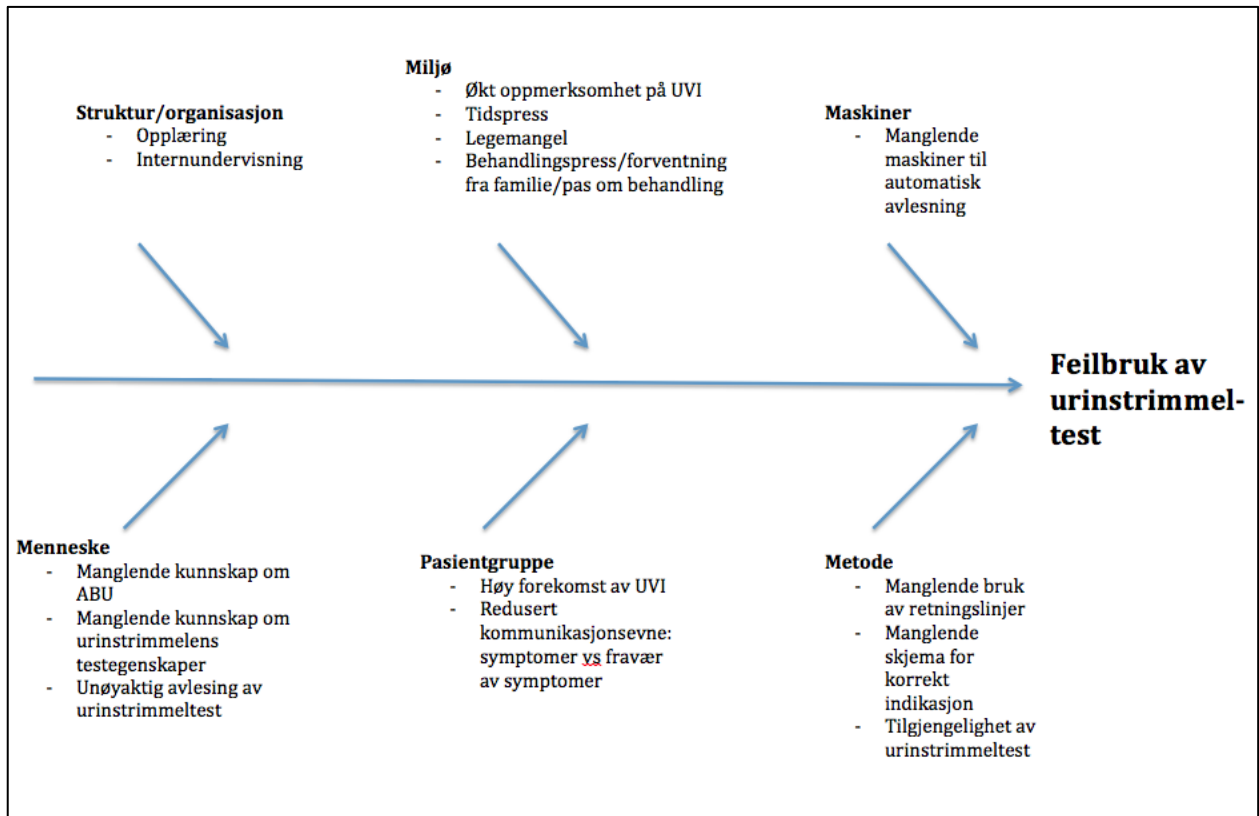 Struktur/organisasjon
- Opplæring
- Internundervisning
Miljø
- Økt oppmerksomhet på UVI
- Tidspress
- Legemangel
- Behandlingspress/forventning
fra familie/pas om behandling
Maskiner
- Manglende
maskiner til
automatisk
avlesning
Feilbruk av
urinstrimmel-
test
Menneske
- Manglende kunnskap om
ABU
- Manglende kunnskap om
urinstrimmelens
testegenskaper
- Unøyaktig avlesing av
urinstrimmeltest
Pasientgruppe
- Høy forekomst av UVI
- Redusert
kommunikasjonsevne:
symptomer vs fravær
av symptomer
Metode
- Manglende bruk
av retningslinjer
- Manglende
skjema for
korrekt
indikasjon
- Tilgjengelighet av
urinstrimmeltest